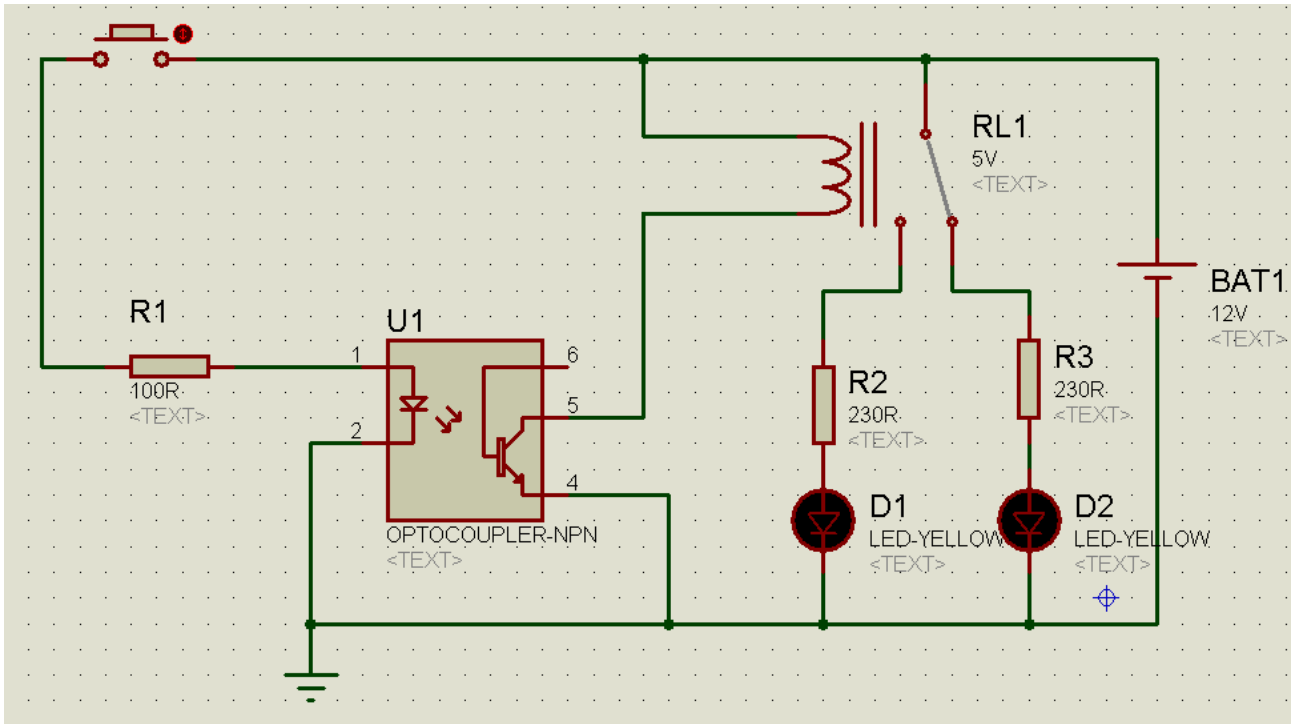 RL1
5V
<TEXT>
BAT1
12V
<TEXT>
R1
100R
<TEXT>
U1
1
2
6
5
4
OPTOCOUPLER-NPN
<TEXT>
R2
230R
<TEXT>
R3
230R
<TEXT>
D1
LED-YELLOW
<TEXT>
D2
LED-YELLOW
<TEXT>